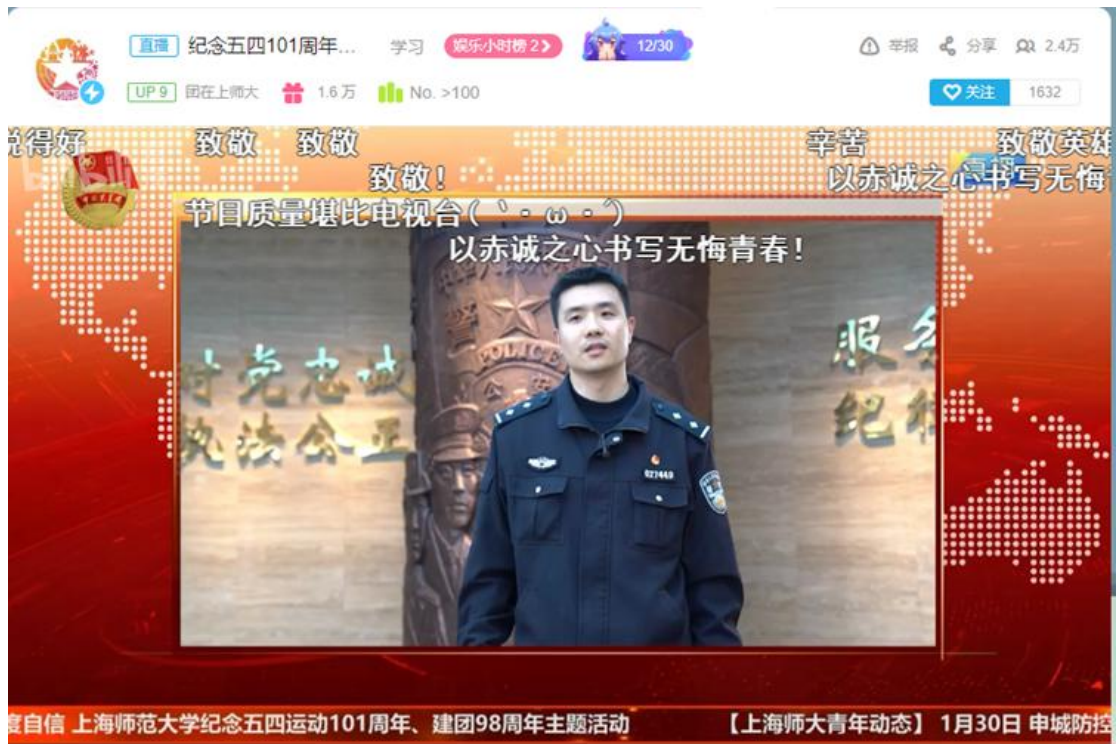 直播 纪念五四101周年... 学习 娱乐小时榜 2 12/30 举报 分享 2.4万
UP 9 团在上师大 1.6 万 No. >100 关注 1632
说得好 致敬 致敬 辛苦 致敬英雄
致敬! 以赤诚之心书写无悔
节目质量堪比电视台(｀・ω・´)
以赤诚之心书写无悔青春!
POLICE
公安
对党忠诚 服务
执法公正 纪律
027449
度自信 上海师范大学纪念五四运动101周年、建团98周年主题活动 【上海师大青年动态】 1月30日 申城防控